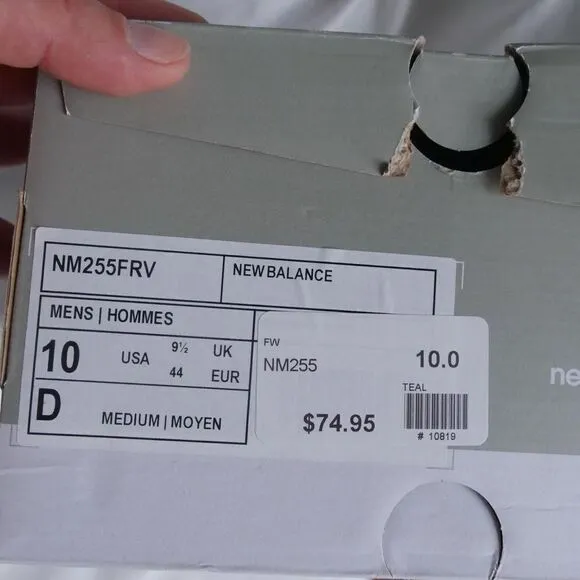 NM255FRV
NEW BALANCE
MENS | HOMMES
10 USA 9½ UK
44 EUR
D MEDIUM | MOYEN
FW
NM255 10.0
TEAL
$74.95
# 10819
ne